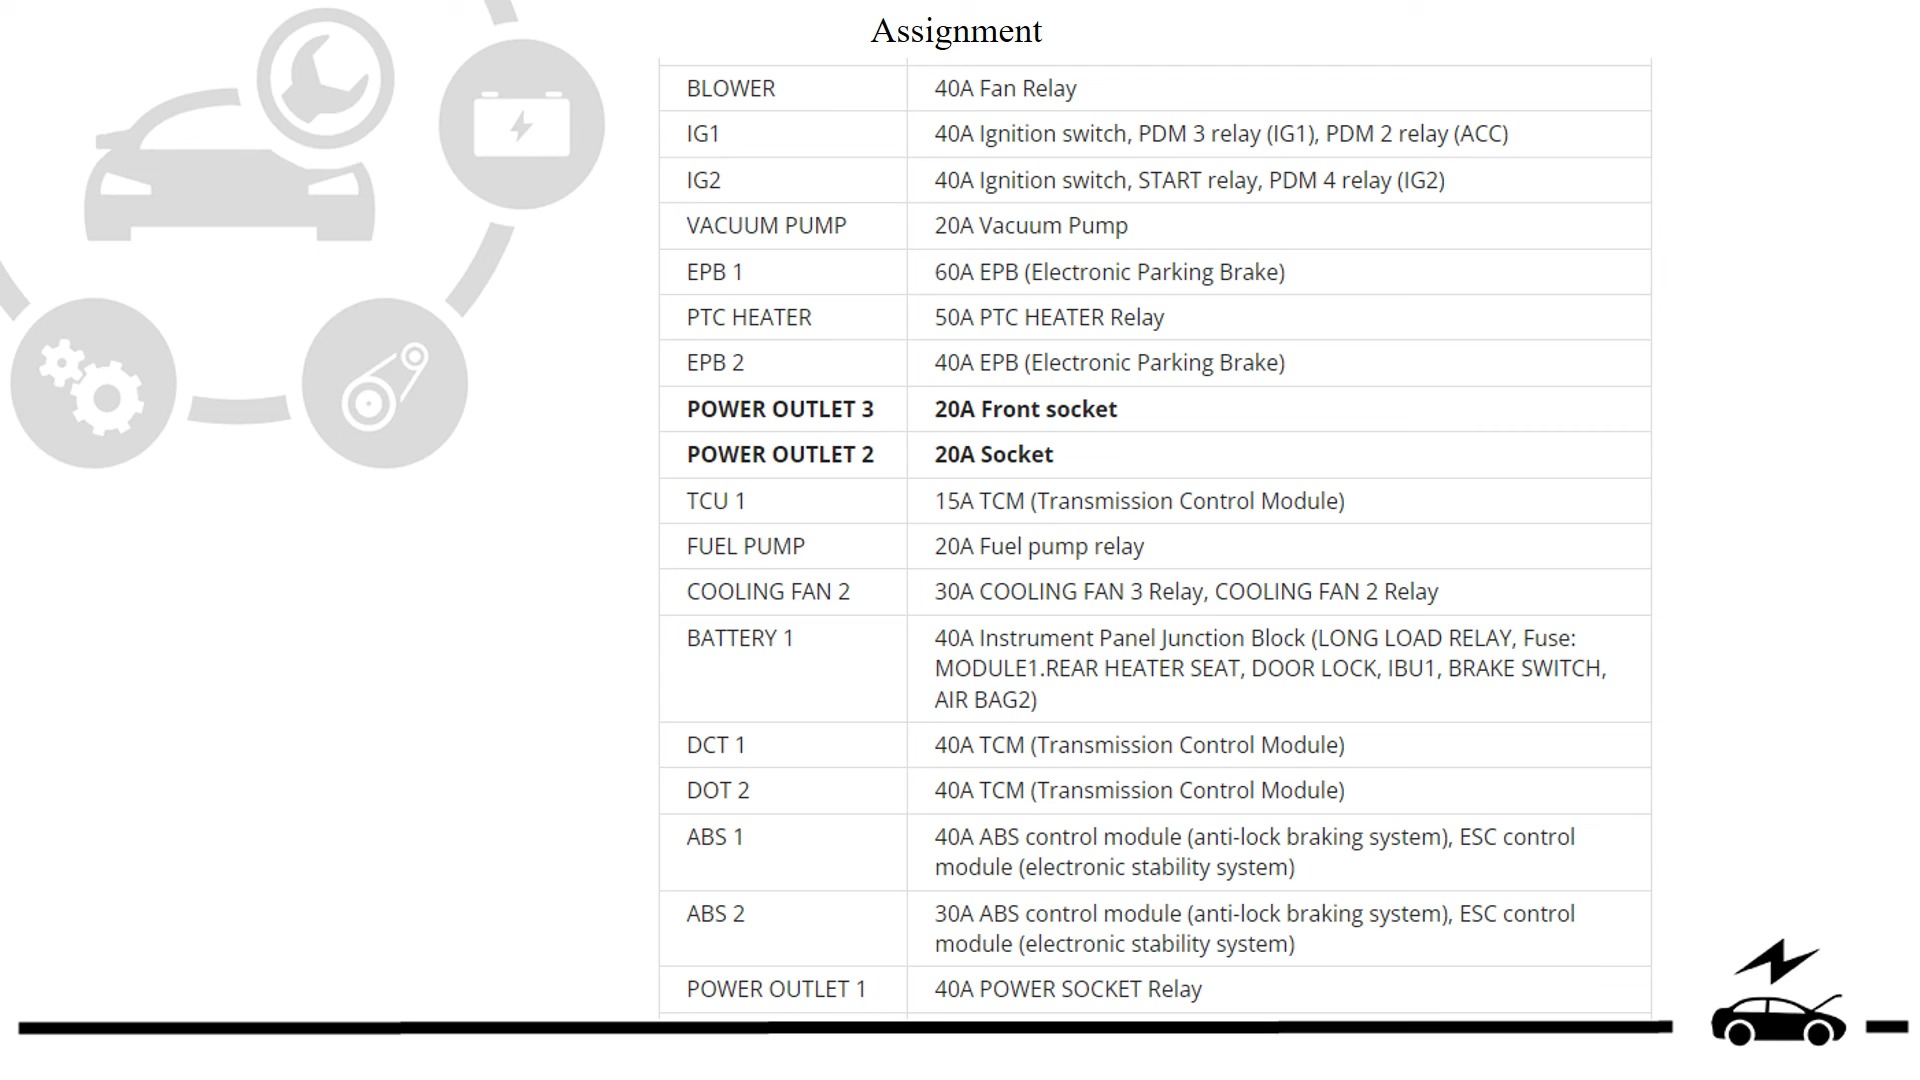 Assignment
BLOWER 40A Fan Relay
IG1 40A Ignition switch, PDM 3 relay (IG1), PDM 2 relay (ACC)
IG2 40A Ignition switch, START relay, PDM 4 relay (IG2)
VACUUM PUMP 20A Vacuum Pump
EPB 1 60A EPB (Electronic Parking Brake)
PTC HEATER 50A PTC HEATER Relay
EPB 2 40A EPB (Electronic Parking Brake)
POWER OUTLET 3 20A Front socket
POWER OUTLET 2 20A Socket
TCU 1 15A TCM (Transmission Control Module)
FUEL PUMP 20A Fuel pump relay
COOLING FAN 2 30A COOLING FAN 3 Relay, COOLING FAN 2 Relay
BATTERY 1 40A Instrument Panel Junction Block (LONG LOAD RELAY, Fuse:
MODULE1.REAR HEATER SEAT, DOOR LOCK, IBU1, BRAKE SWITCH,
AIR BAG2)
DCT 1 40A TCM (Transmission Control Module)
DOT 2 40A TCM (Transmission Control Module)
ABS 1 40A ABS control module (anti-lock braking system), ESC control
module (electronic stability system)
ABS 2 30A ABS control module (anti-lock braking system), ESC control
module (electronic stability system)
POWER OUTLET 1 40A POWER SOCKET Relay